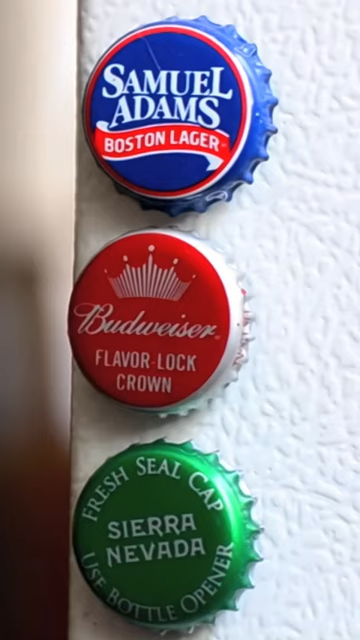 SAMUEL
ADAMS
BOSTON LAGER
Budweiser
FLAVOR-LOCK
CROWN
FRESH SEAL CAP
SIERRA
NEVADA
USE BOTTLE OPENER